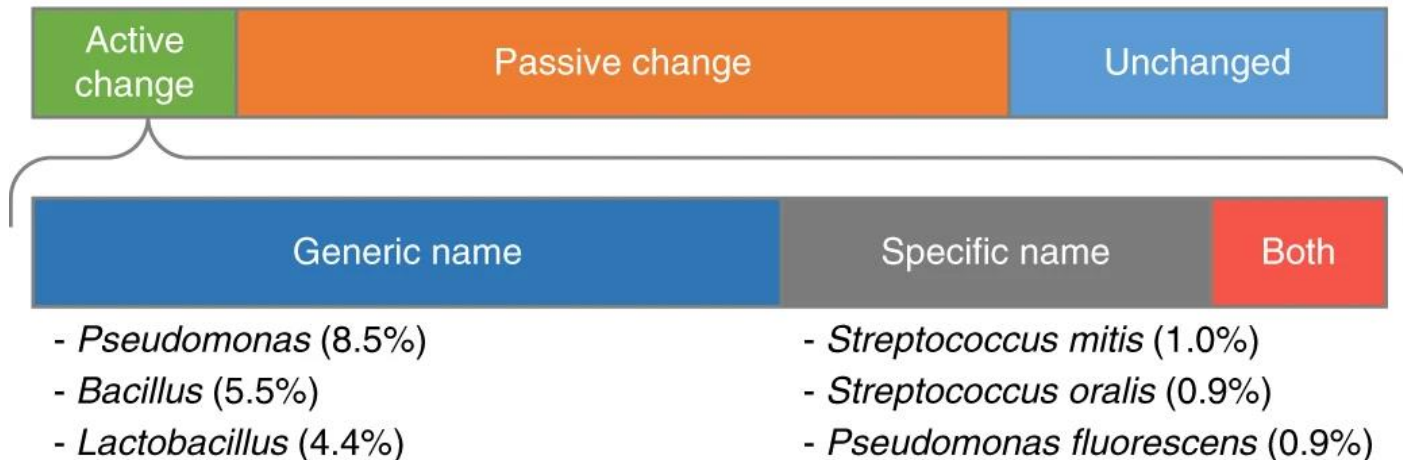 Active
change
Passive change
Unchanged
Generic name
Specific name
Both
- Pseudomonas (8.5%)
- Bacillus (5.5%)
- Lactobacillus (4.4%)
- Streptococcus mitis (1.0%)
- Streptococcus oralis (0.9%)
- Pseudomonas fluorescens (0.9%)